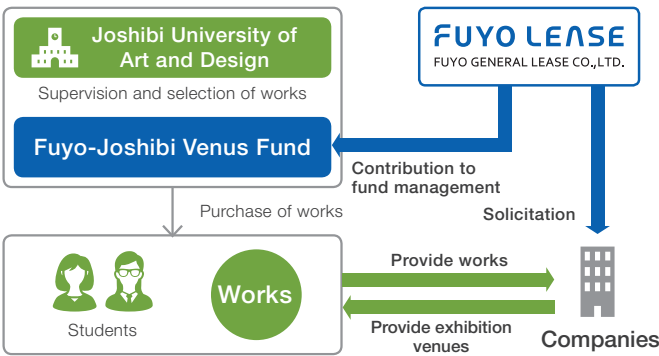 Joshibi University of
Art and Design
Supervision and selection of works
Fuyo-Joshibi Venus Fund
FUYO LEASE
FUYO GENERAL LEASE CO.,LTD.
Contribution to
fund management
Solicitation
Purchase of works
Students
Works
Provide works
Provide exhibition
venues
Companies